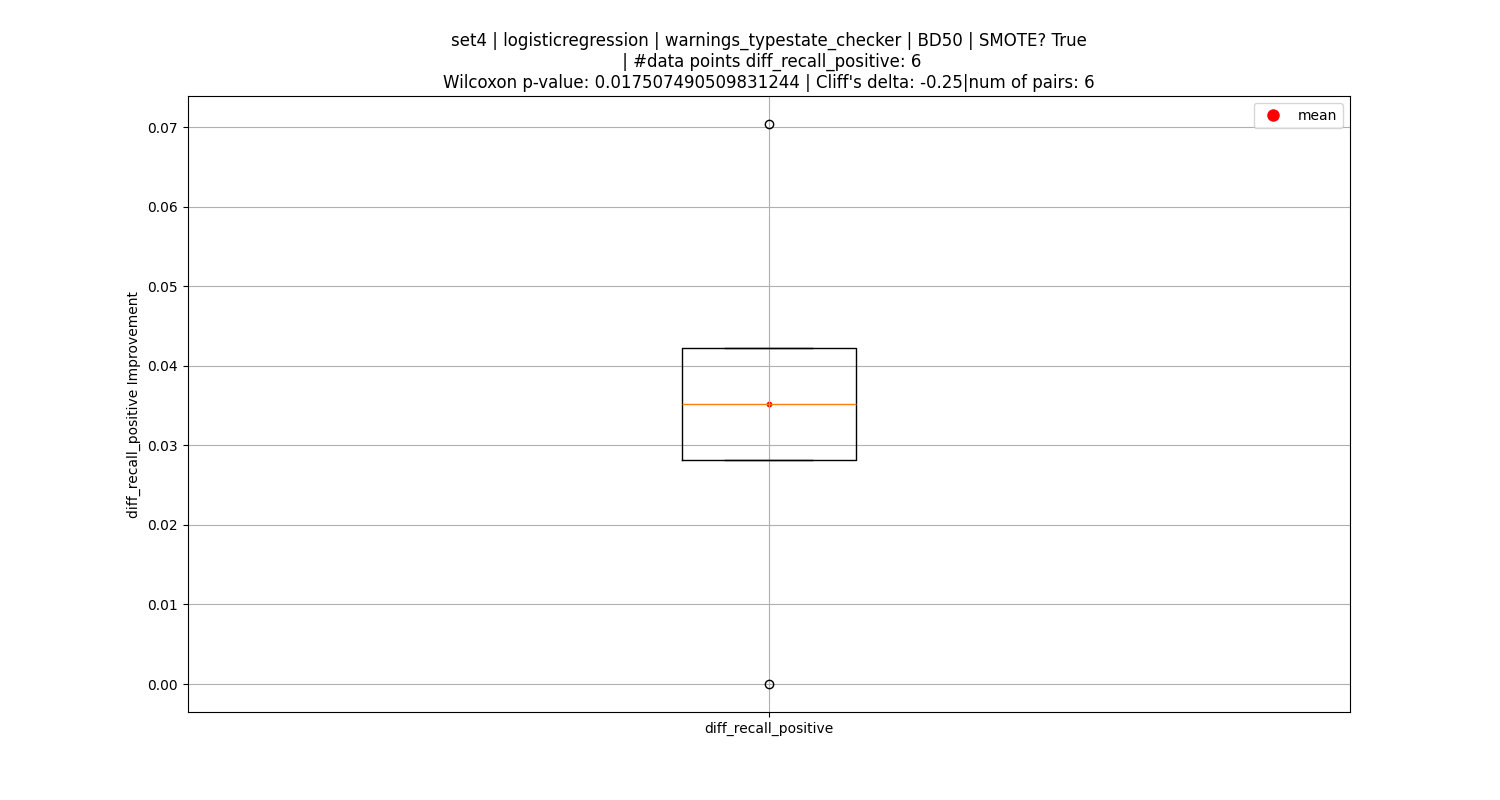 set4 | logisticregression | warnings_typestate_checker | BD50 | SMOTE? True
| #data points diff_recall_positive: 6
Wilcoxon p-value: 0.017507490509831244 | Cliff's delta: -0.25|num of pairs: 6
mean
0.07
0.06
0.05
0.04
0.03
0.02
0.01
0.00
diff_recall_positive Improvement
diff_recall_positive